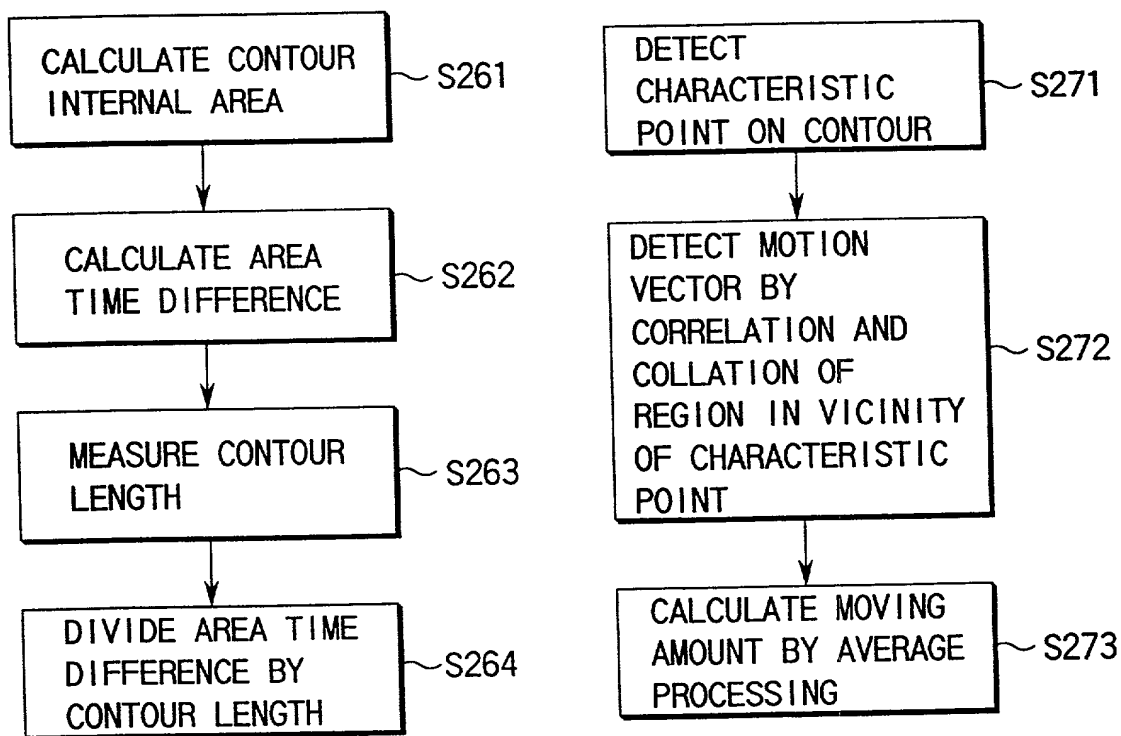 CALCULATE CONTOUR
INTERNAL AREA
S261
CALCULATE AREA
TIME DIFFERENCE
S262
MEASURE CONTOUR
LENGTH
S263
DIVIDE AREA TIME
DIFFERENCE BY
CONTOUR LENGTH
S264
DETECT
CHARACTERISTIC
POINT ON CONTOUR
S271
DETECT MOTION
VECTOR BY
CORRELATION AND
COLLATION OF
REGION IN VICINITY
OF CHARACTERISTIC
POINT
S272
CALCULATE MOVING
AMOUNT BY AVERAGE
PROCESSING
S273